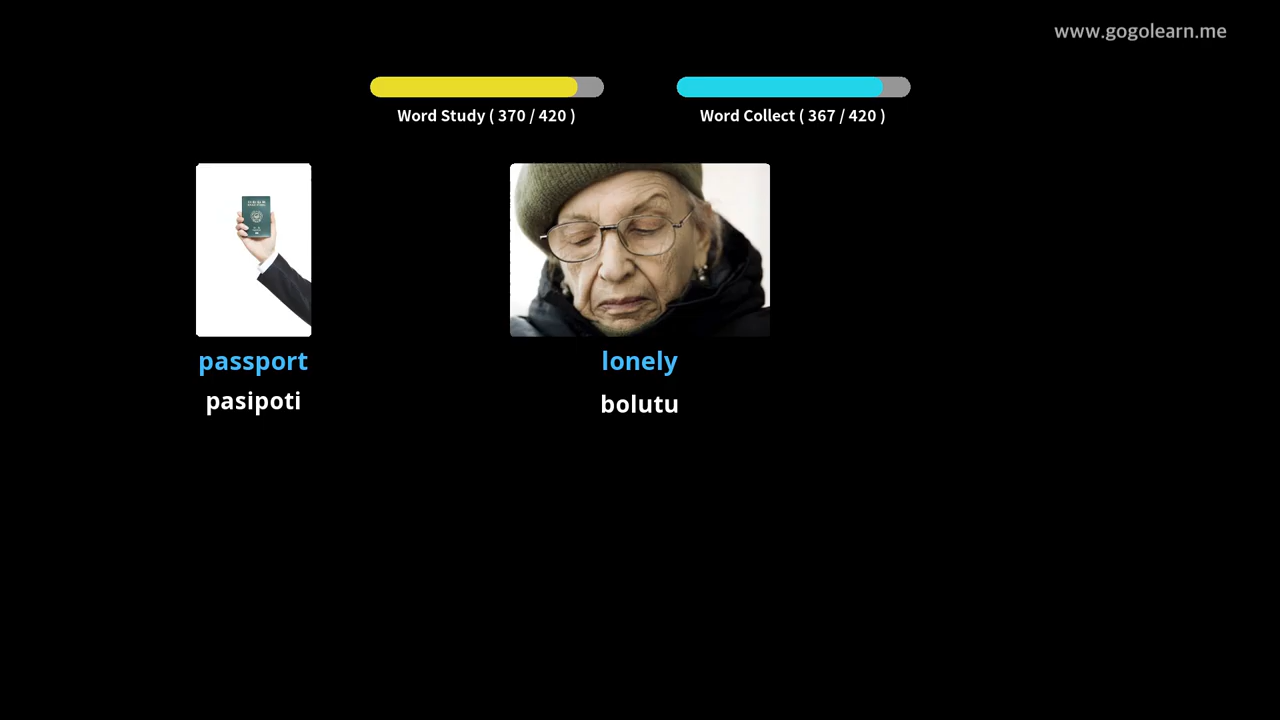 www.gogolearn.me
Word Study ( 370 / 420 )
Word Collect ( 367 / 420 )
passport
lonely
pasipoti
bolutu